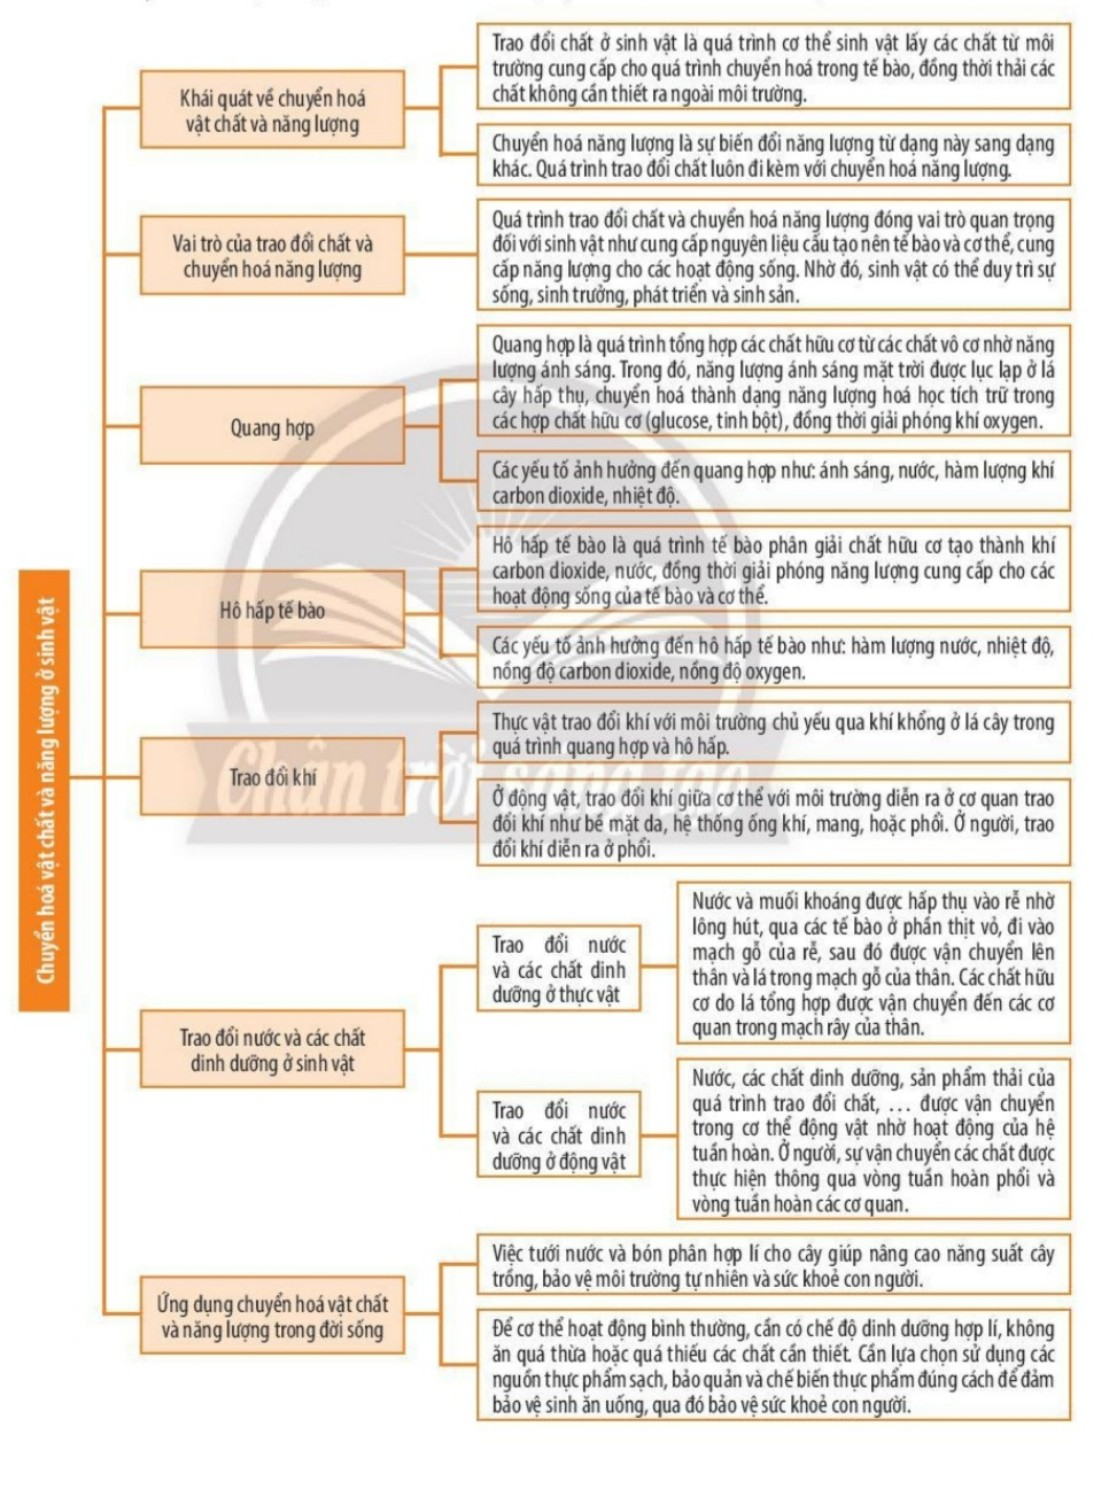 Chuyển hoá vật chất và năng lượng ở sinh vật
Khái quát về chuyển hoá
vật chất và năng lượng
Trao đổi chất ở sinh vật là quá trình cơ thể sinh vật lấy các chất từ môi
trường cung cấp cho quá trình chuyển hoá trong tế bào, đồng thời thải các
chất không cần thiết ra ngoài môi trường.
Chuyển hoá năng lượng là sự biến đổi năng lượng từ dạng này sang dạng
khác. Quá trình trao đổi chất luôn đi kèm với chuyển hoá năng lượng.
Vai trò của trao đổi chất và
chuyển hoá năng lượng
Quá trình trao đổi chất và chuyển hoá năng lượng đóng vai trò quan trọng
đối với sinh vật như cung cấp nguyên liệu cấu tạo nên tế bào và cơ thể, cung
cấp năng lượng cho các hoạt động sống. Nhờ đó, sinh vật có thể duy trì sự
sống, sinh trưởng, phát triển và sinh sản.
Quang hợp
Quang hợp là quá trình tổng hợp các chất hữu cơ từ các chất vô cơ nhờ năng
lượng ánh sáng. Trong đó, năng lượng ánh sáng mặt trời được lục lạp ở lá
cây hấp thụ, chuyển hoá thành dạng năng lượng hoá học tích trữ trong
các hợp chất hữu cơ (glucose, tinh bột), đồng thời giải phóng khí oxygen.
Các yếu tố ảnh hưởng đến quang hợp như: ánh sáng, nước, hàm lượng khí
carbon dioxide, nhiệt độ.
Hô hấp tế bào
Hô hấp tế bào là quá trình tế bào phân giải chất hữu cơ tạo thành khí
carbon dioxide, nước, đồng thời giải phóng năng lượng cung cấp cho các
hoạt động sống của tế bào và cơ thể.
Các yếu tố ảnh hưởng đến hô hấp tế bào như: hàm lượng nước, nhiệt độ,
nồng độ carbon dioxide, nồng độ oxygen.
Trao đổi khí
Thực vật trao đổi khí với môi trường chủ yếu qua khí khổng ở lá cây trong
quá trình quang hợp và hô hấp.
Ở động vật, trao đổi khí giữa cơ thể với môi trường diễn ra ở cơ quan trao
đổi khí như bề mặt da, hệ thống ống khí, mang, hoặc phổi. Ở người, trao
đổi khí diễn ra ở phổi.
Chân trời sáng tạo
Trao đổi nước và các chất
dinh dưỡng ở sinh vật
Trao đổi nước
và các chất dinh
dưỡng ở thực vật
Nước và muối khoáng được hấp thụ vào rễ nhờ
lông hút, qua các tế bào ở phần thịt vỏ, đi vào
mạch gỗ của rễ, sau đó được vận chuyển lên
thân và lá trong mạch gỗ của thân. Các chất hữu
cơ do lá tổng hợp được vận chuyển đến các cơ
quan trong mạch rây của thân.
Trao đổi nước
và các chất dinh
dưỡng ở động vật
Nước, các chất dinh dưỡng, sản phẩm thải của
quá trình trao đổi chất, … được vận chuyển
trong cơ thể động vật nhờ hoạt động của hệ
tuần hoàn. Ở người, sự vận chuyển các chất được
thực hiện thông qua vòng tuần hoàn phổi và
vòng tuần hoàn các cơ quan.
Ứng dụng chuyển hoá vật chất
và năng lượng trong đời sống
Việc tưới nước và bón phân hợp lí cho cây giúp nâng cao năng suất cây
trồng, bảo vệ môi trường tự nhiên và sức khoẻ con người.
Để cơ thể hoạt động bình thường, cần có chế độ dinh dưỡng hợp lí, không
ăn quá thừa hoặc quá thiếu các chất cần thiết. Cần lựa chọn sử dụng các
nguồn thực phẩm sạch, bảo quản và chế biến thực phẩm đúng cách để đảm
bảo vệ sinh ăn uống, qua đó bảo vệ sức khoẻ con người.